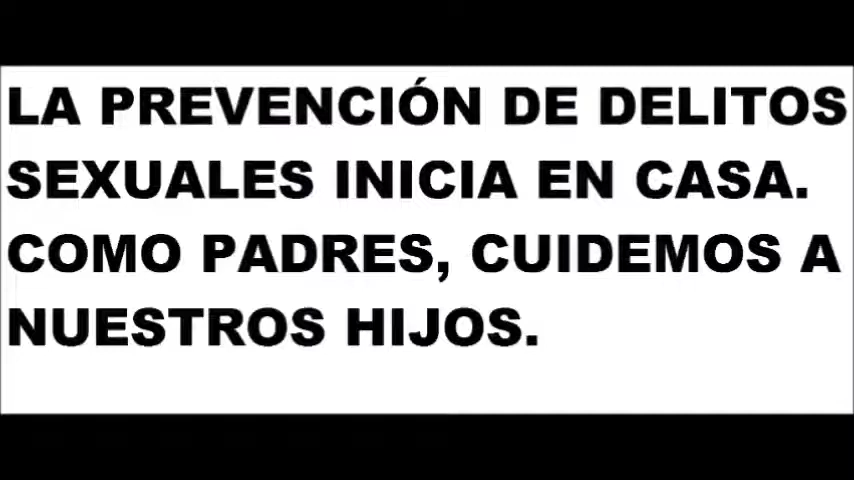 LA PREVENCIÓN DE DELITOS
SEXUALES INICIA EN CASA.
COMO PADRES, CUIDEMOS A
NUESTROS HIJOS.